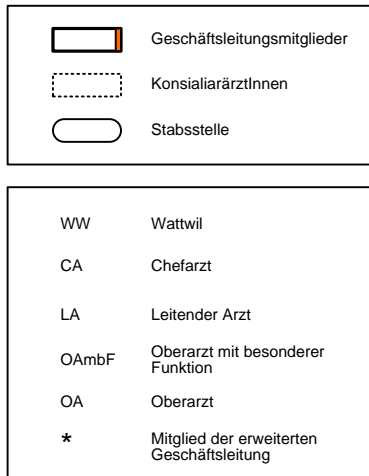 Geschäftsleitungsmitglieder
KonsialiarärztInnen
Stabsstelle
WW Wattwil
CA Chefarzt
LA Leitender Arzt
OAmbF Oberarzt mit besonderer
Funktion
OA Oberarzt
* Mitglied der erweiterten
Geschäftsleitung